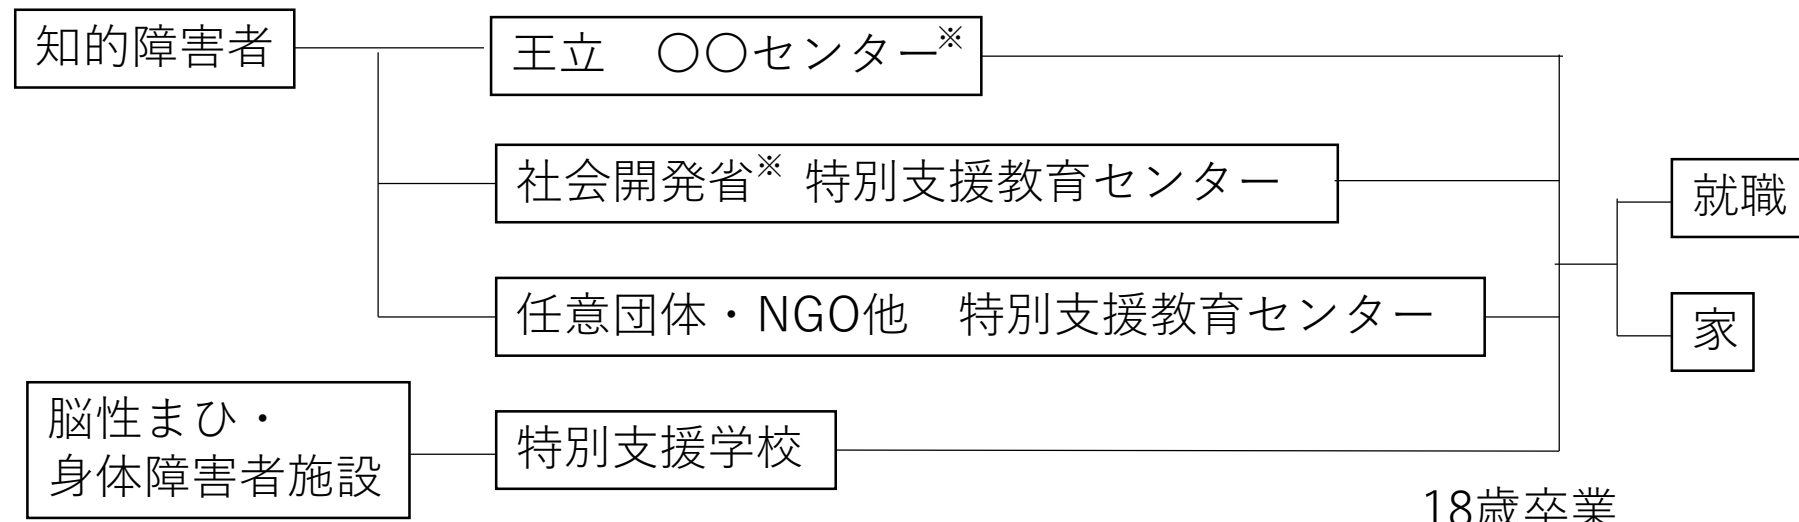 知的障害者
王立　〇〇センター※
社会開発省※ 特別支援教育センター
就職
任意団体・NGO他　特別支援教育センター
家
脳性まひ・
身体障害者施設
特別支援学校
18歳卒業